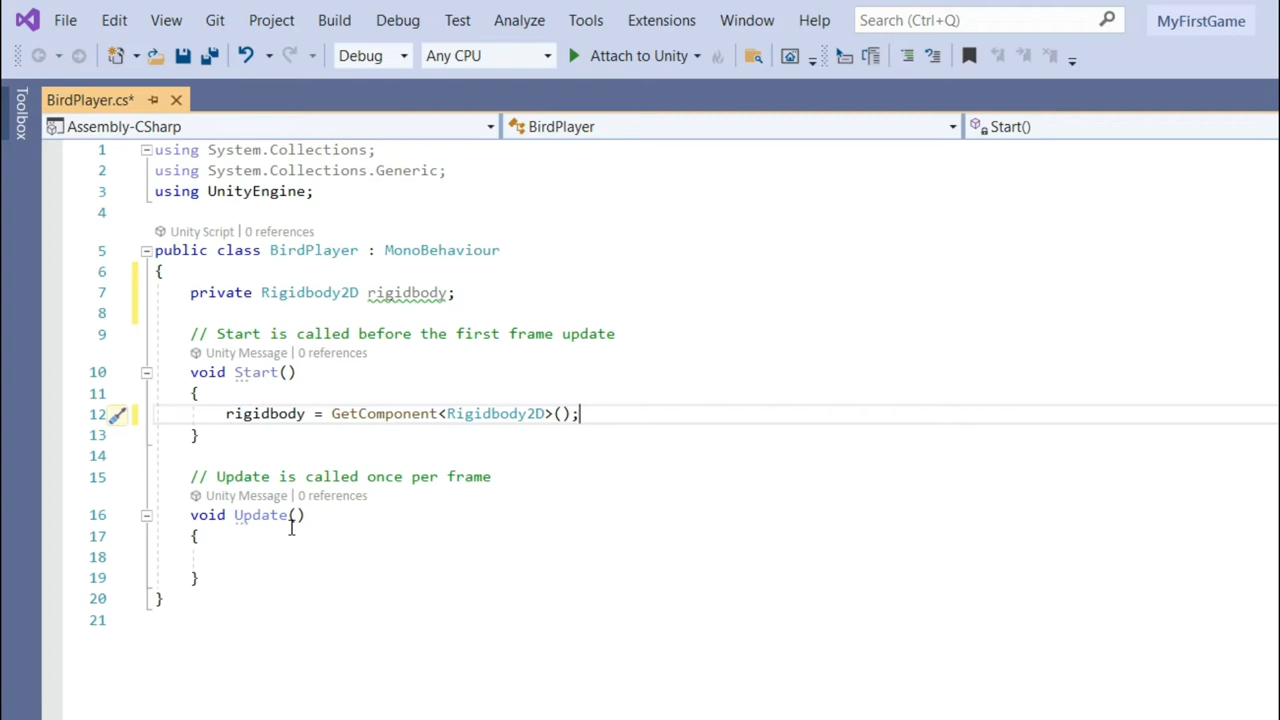 File Edit View Git Project Build Debug Test Analyze Tools Extensions Window Help Search (Ctrl+Q) MyFirstGame
Debug Any CPU Attach to Unity
Toolbox
BirdPlayer.cs*
Assembly-CSharp BirdPlayer Start()
1 using System.Collections;
2 using System.Collections.Generic;
3 using UnityEngine;
4
Unity Script | 0 references
5 public class BirdPlayer : MonoBehaviour
6 {
7 private Rigidbody2D rigidbody;
8
9 // Start is called before the first frame update
Unity Message | 0 references
10 void Start()
11 {
12 rigidbody = GetComponent<Rigidbody2D>();
13 }
14
15 // Update is called once per frame
Unity Message | 0 references
16 void Update()
17 {
18
19 }
20 }
21